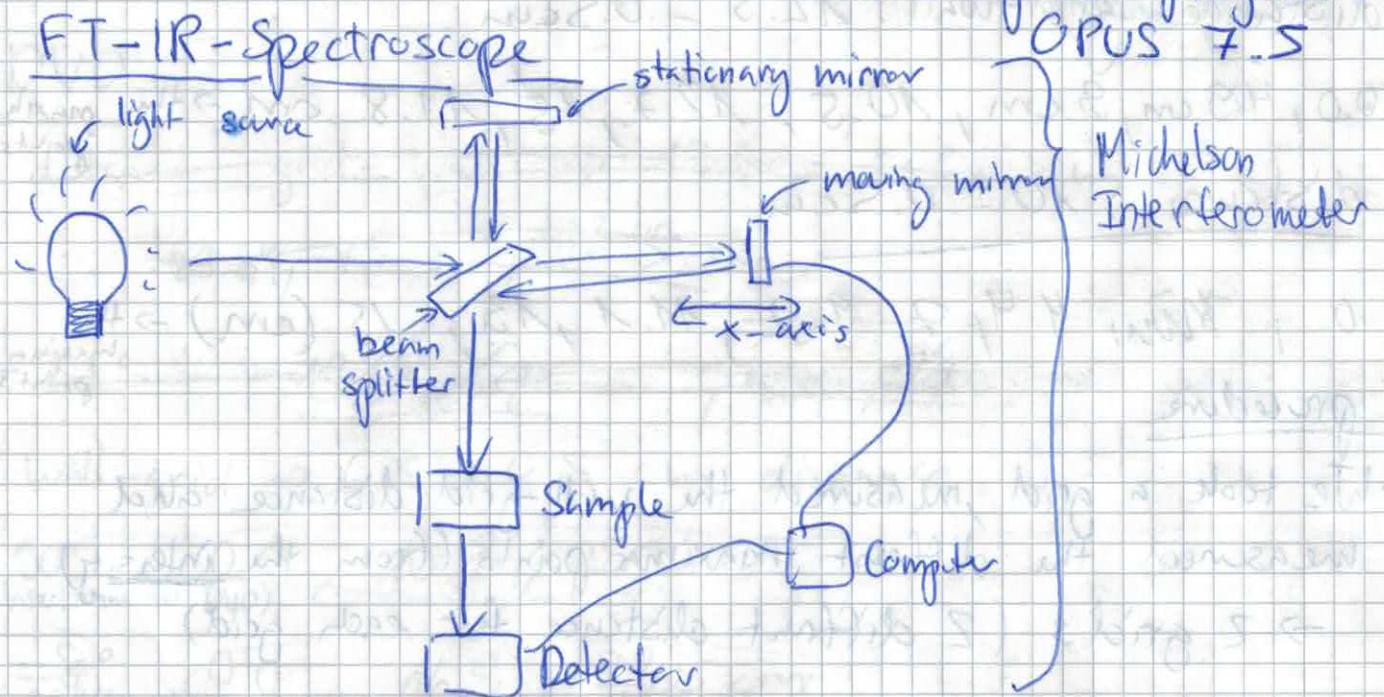 OPUS 7.5
FT-IR-Spectroscope
stationary mirror
light source
moving mirror
Michelson
Interferometer
x-axis
beam
splitter
Sample
Computer
Detector